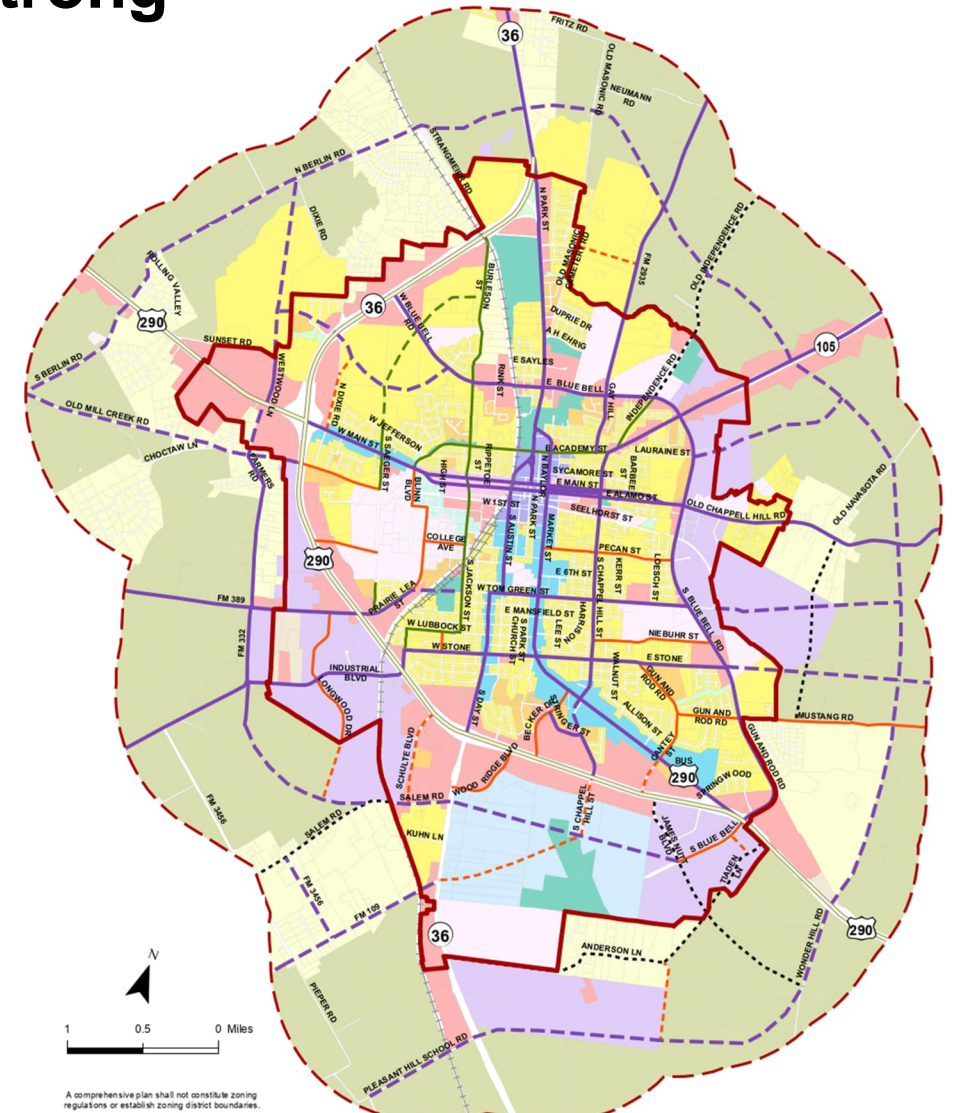 trong
36
FRITZ RD
OLD MASONIC RD
NEUMANN
RD
STRANGMEIER RD
N BERLIN RD
N PARK ST
DIXIE RD
OLD INDEPENDENCE RD
OLD MASONIC
CEMETERY RD
FM 2935
ROLLING VALLEY
BURLESON
ST
36
W BLUE BELL
RD
290
DUPRIE DR
A H EHRIG
105
SUNSET RD
S BERLIN RD
WESTWOOD LN
E SAYLES
RINK ST
E BLUE BELL
GAY HILL
INDEPENDENCE RD
N DIXIE RD
OLD MILL CREEK RD
W JEFFERSON
W MAIN ST
CHOCTAW LN
S SAEGER ST
E ACADEMY ST
LAURAINE ST
FARMERS
RD
HIGH ST
RIPPETOE
ST
N BAYLOR
SYCAMORE ST
E MAIN ST
BARBEE
ST
E ALAMO ST
BLINN
BLVD
W 1ST ST
N PARK ST
SEELHORST ST
OLD CHAPPELL HILL RD
OLD NAVASOTA RD
S AUSTIN ST
MARKET ST
COLLEGE
AVE
PECAN ST
290
E 6TH ST
S CHAPPEL HILL ST
KERR ST
LOESCH ST
S JACKSON ST
PRAIRIE LEA
ST
W TOM GREEN ST
S BLUE BELL RD
FM 389
E MANSFIELD ST
HARRISON
W LUBBOCK ST
S PARK ST
CHURCH ST
LEE ST
NIEBUHR ST
FM 332
W STONE
E STONE
INDUSTRIAL
BLVD
WALNUT ST
GUN AND
ROD RD
LONGWOOD DR
S DAY ST
BECKER DR
STRINGER ST
ALLISON ST
GUN AND
ROD RD
MUSTANG RD
SCHULTE BLVD
CANTEY
ST
GUN AND ROD RD
BUS
290
WOOD RIDGE BLVD
SPRINGWOOD
FM 3456
SALEM RD
SALEM RD
S CHAPPEL
HILL ST
KUHN LN
JAMES NUTT
BLVD
S BLUE BELL
TIADEN
LN
FM 3456
FM 109
36
290
ANDERSON LN
WONDER HILL RD
N
PIEPER RD
1 0.5 0 Miles
PLEASANT HILL SCHOOL RD
A comprehensive plan shall not constitute zoning
regulations or establish zoning district boundaries.